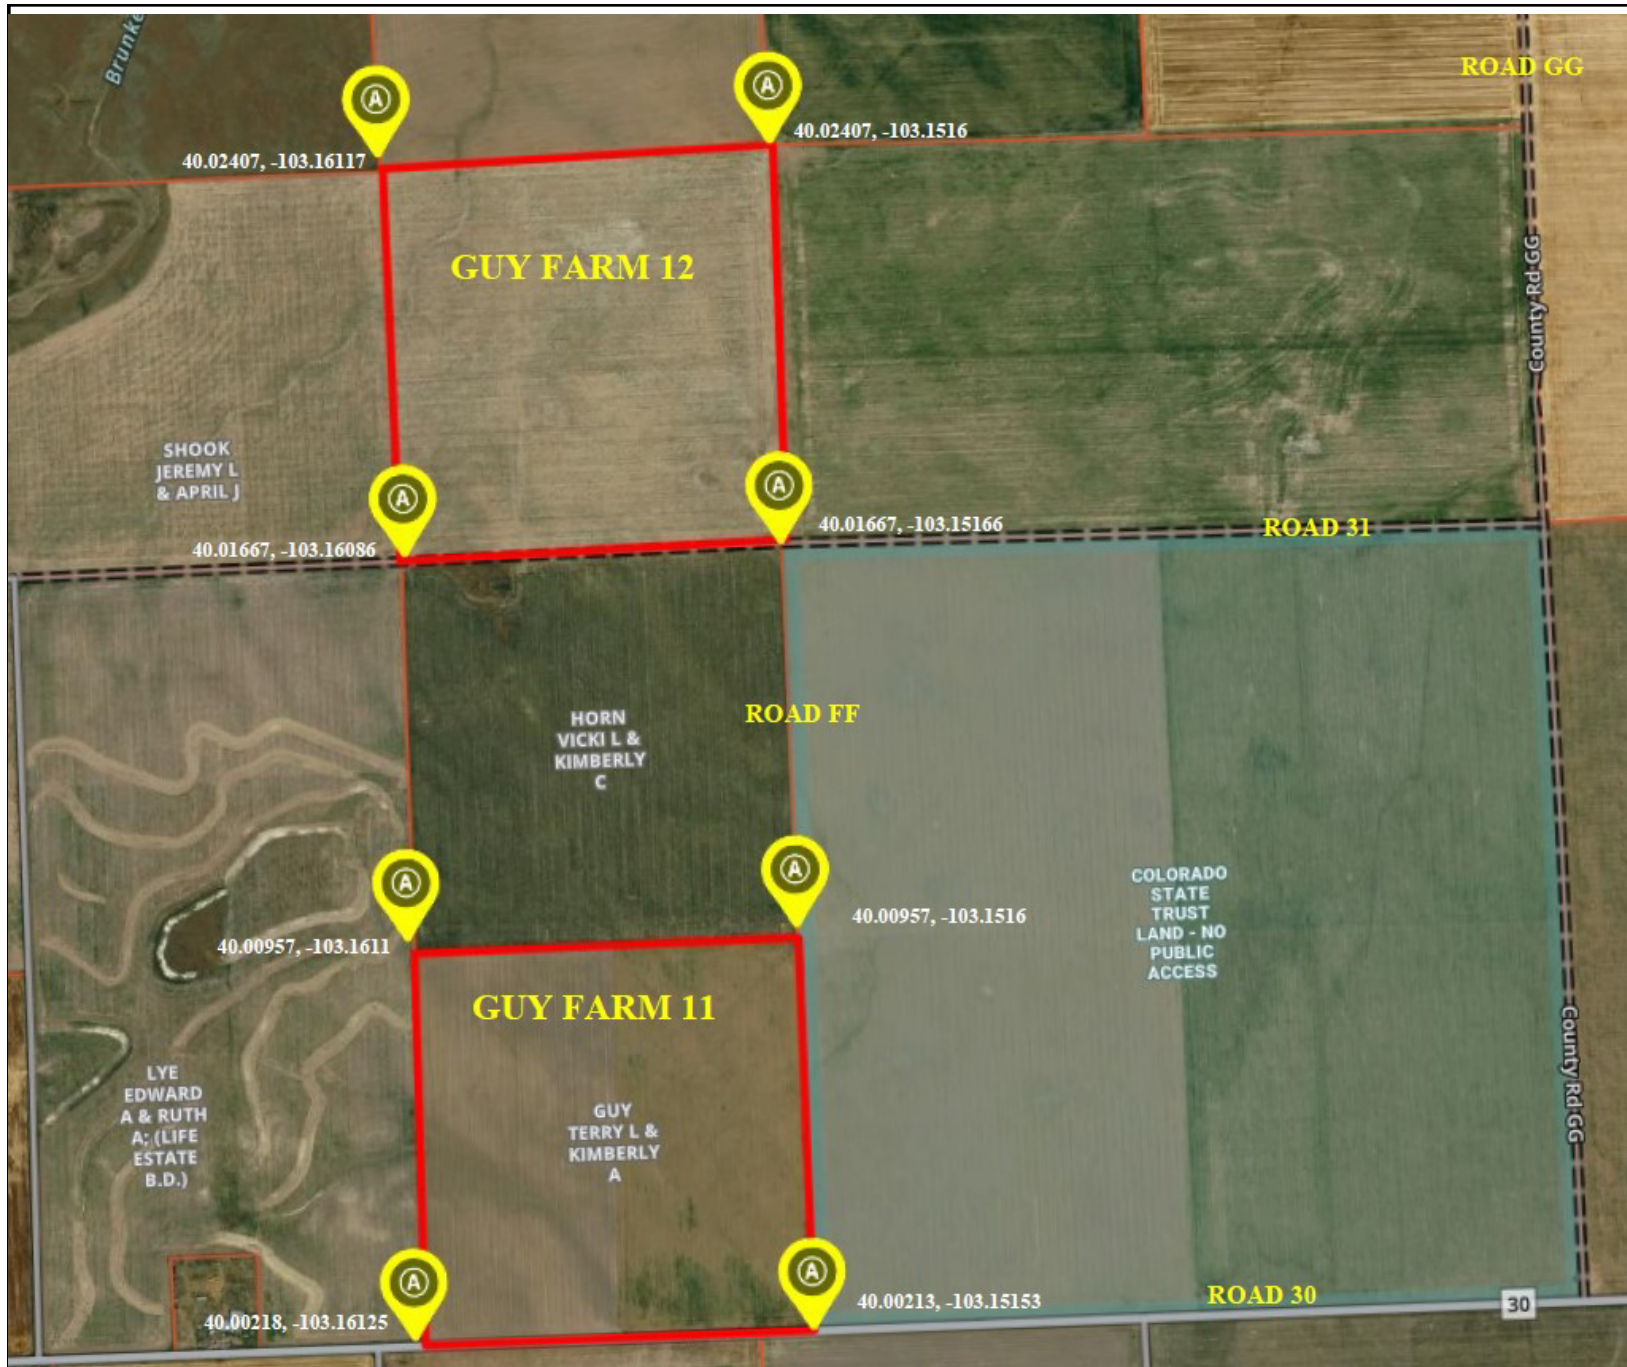 Brunke
ROAD GG
A
A
40.02407, -103.1516
40.02407, -103.16117
GUY FARM 12
County Rd GG
SHOOK
JEREMY L
& APRIL J
A
A
40.01667, -103.15166
ROAD 31
40.01667, -103.16086
HORN
VICKI L &
KIMBERLY
C
ROAD FF
A
A
COLORADO
STATE
TRUST
LAND - NO
PUBLIC
ACCESS
40.00957, -103.1516
40.00957, -103.1611
GUY FARM 11
County Rd GG
LYE
EDWARD
A & RUTH
A; (LIFE
ESTATE
B.D.)
GUY
TERRY L &
KIMBERLY
A
A
A
40.00213, -103.15153
ROAD 30
30
40.00218, -103.16125